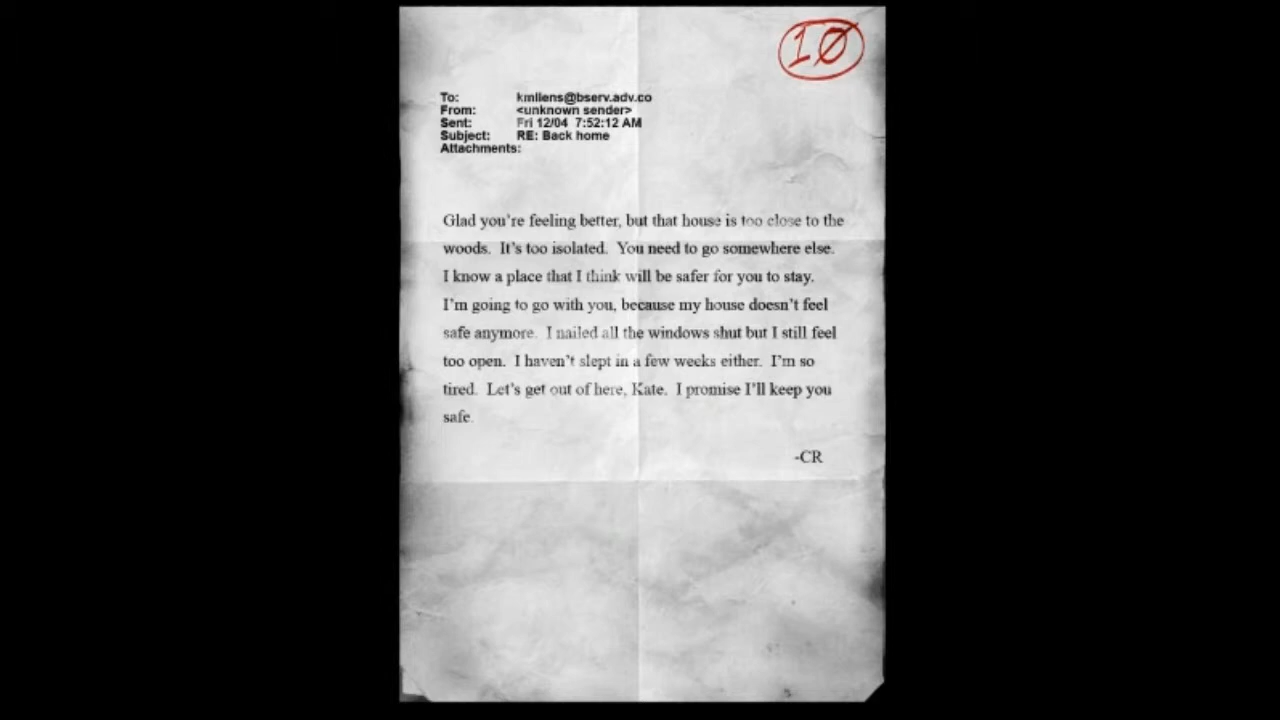 10
To: kmliens@bserv.adv.co
From: <unknown sender>
Sent: Fri 12/04 7:52:12 AM
Subject: RE: Back home
Attachments:
Glad you're feeling better, but that house is too close to the
woods. It's too isolated. You need to go somewhere else.
I know a place that I think will be safer for you to stay.
I'm going to go with you, because my house doesn't feel
safe anymore. I nailed all the windows shut but I still feel
too open. I haven't slept in a few weeks either. I'm so
tired. Let's get out of here, Kate. I promise I'll keep you
safe.
-CR